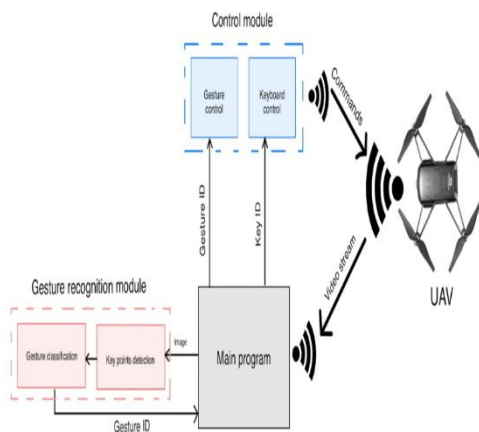 Control module
Gesture
control
Keyboard
control
Commands
Gesture ID
Key ID
Video stream
UAV
Gesture recognition module
Gesture classification
Key points detection
Image
Main program
Gesture ID